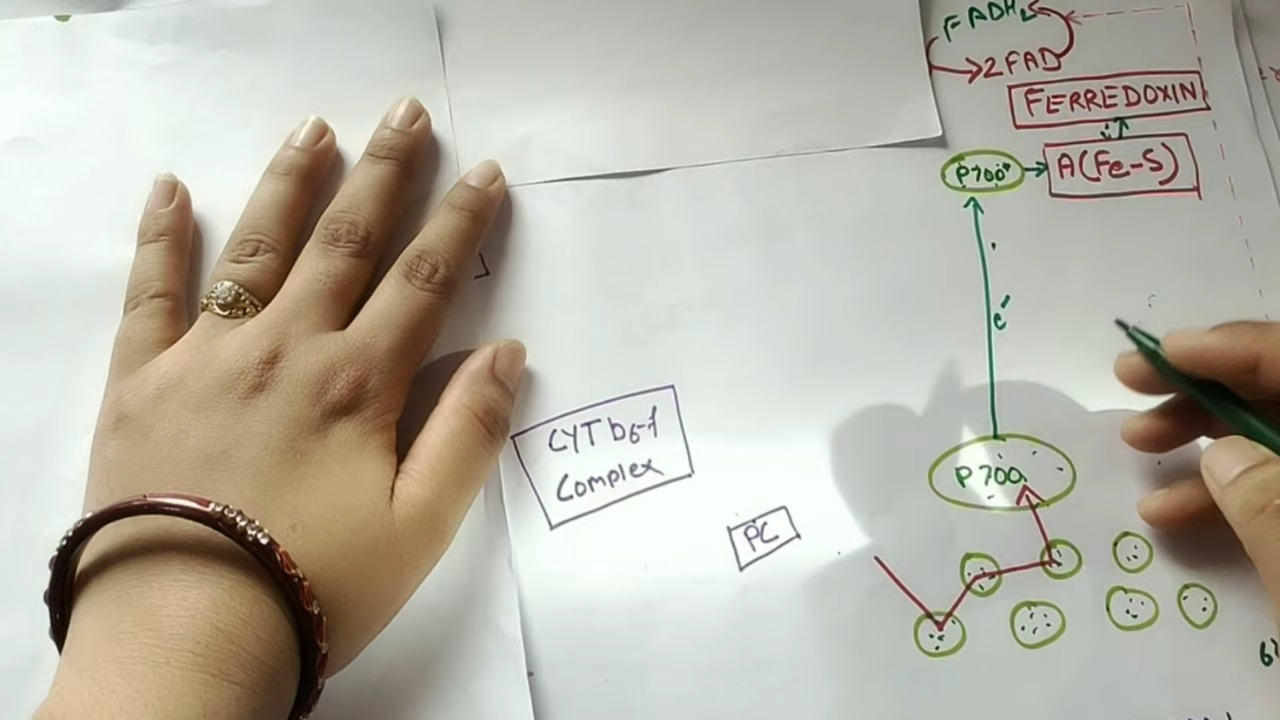 FADH2
2FAD
FERREDOXIN
P700*
A(Fe-S)
e-
CYT b6-f
Complex
P700
PC